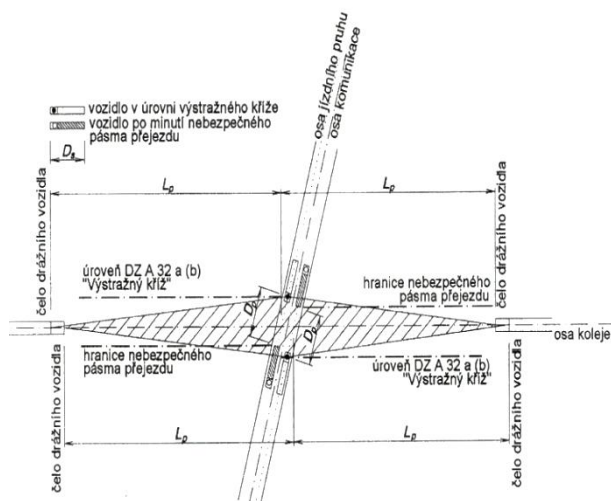 osa jízdního pruhu
osa komunikace
vozidlo v úrovni výstražného kříže
vozidlo po minutí nebezpečného
pásma přejezdu
Lp
Lp
čelo drážního vozidla
čelo drážního vozidla
úroveň DZ A 32 a (b)
"Výstražný kříž"
hranice nebezpečného
pásma přejezdu
osa koleje
hranice nebezpečného
pásma přejezdu
úroveň DZ A 32 a (b)
"Výstražný kříž"
čelo drážního vozidla
čelo drážního vozidla
Lp
Lp